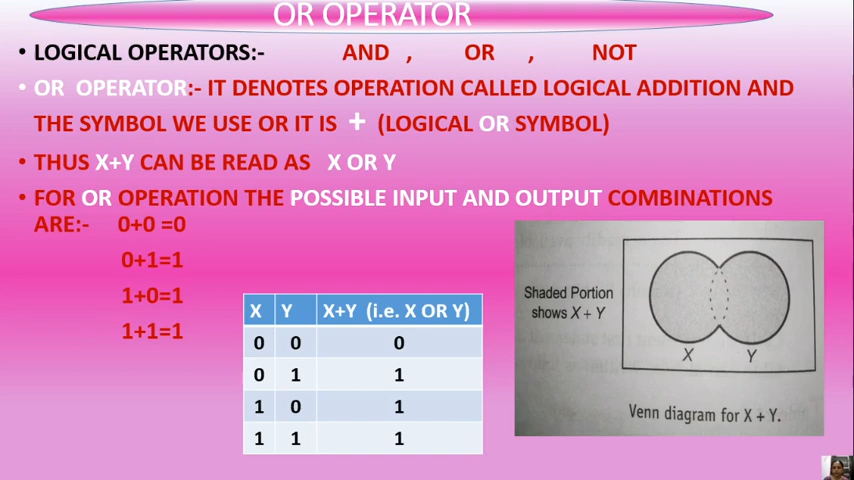 OR OPERATOR
• LOGICAL OPERATORS:- AND , OR , NOT
• OR OPERATOR:- IT DENOTES OPERATION CALLED LOGICAL ADDITION AND
THE SYMBOL WE USE OR IT IS + (LOGICAL OR SYMBOL)
• THUS X+Y CAN BE READ AS X OR Y
• FOR OR OPERATION THE POSSIBLE INPUT AND OUTPUT COMBINATIONS
ARE:- 0+0 =0
0+1=1
1+0=1
1+1=1
X Y X+Y (i.e. X OR Y)
0 0 0
0 1 1
1 0 1
1 1 1
Shaded Portion
shows X + Y
X Y
Venn diagram for X + Y.